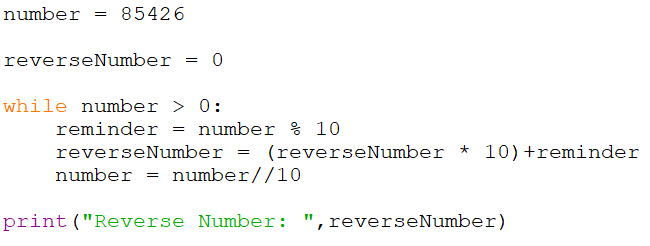 number = 85426
reverseNumber = 0
while number > 0:
    reminder = number % 10
    reverseNumber = (reverseNumber * 10)+reminder
    number = number//10
print("Reverse Number: ",reverseNumber)